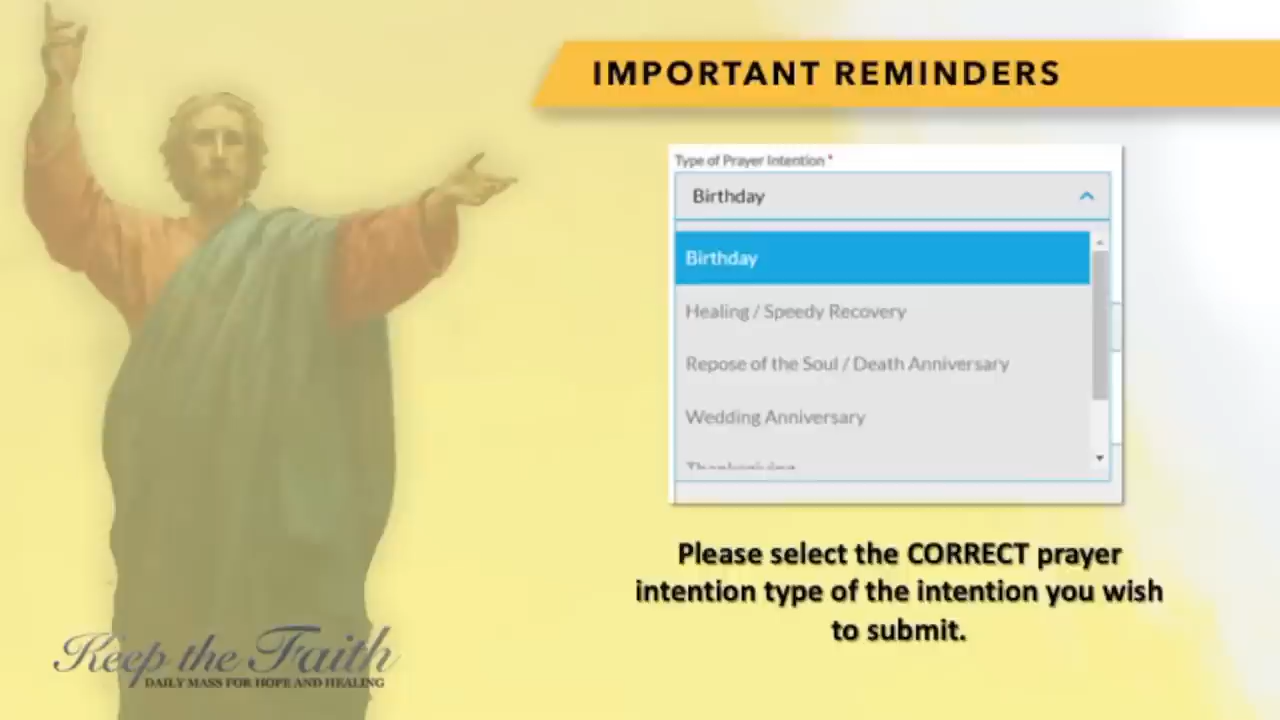 IMPORTANT REMINDERS
Type of Prayer Intention *
Birthday
Birthday
Healing / Speedy Recovery
Repose of the Soul / Death Anniversary
Wedding Anniversary
Thanksgiving
Please select the CORRECT prayer
intention type of the intention you wish
to submit.
Keep the Faith
DAILY MASS FOR HOPE AND HEALING